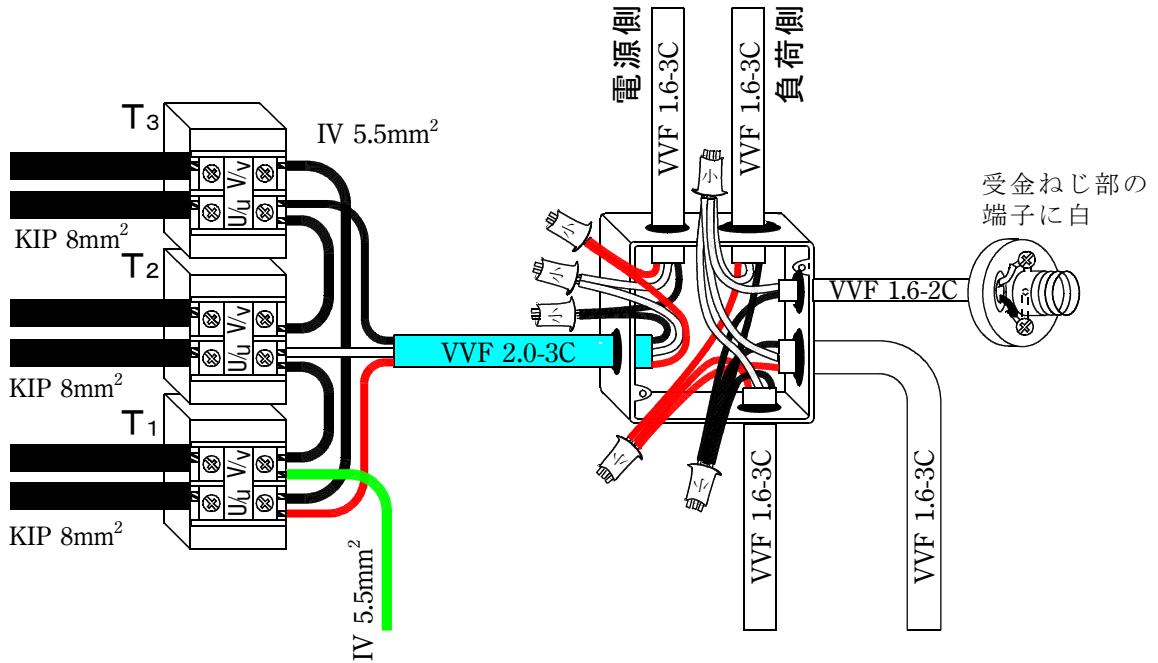 T3
IV 5.5mm²
U/u V/v
KIP 8mm²
T2
U/u V/v
KIP 8mm²
T1
U/u V/v
KIP 8mm²
IV 5.5mm²
VVF 2.0-3C
電源側
VVF 1.6-3C
VVF 1.6-3C
負荷側
小
小
小
小
小
受金ねじ部の
端子に白
VVF 1.6-2C
VVF 1.6-3C
VVF 1.6-3C